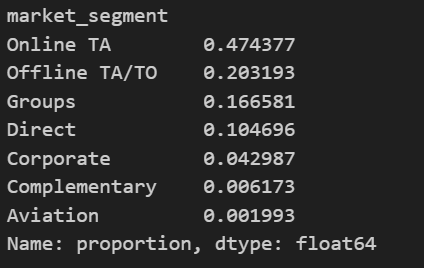 market_segment
Online TA        0.474377
Offline TA/TO    0.203193
Groups           0.166581
Direct           0.104696
Corporate        0.042987
Complementary    0.006173
Aviation         0.001993
Name: proportion, dtype: float64